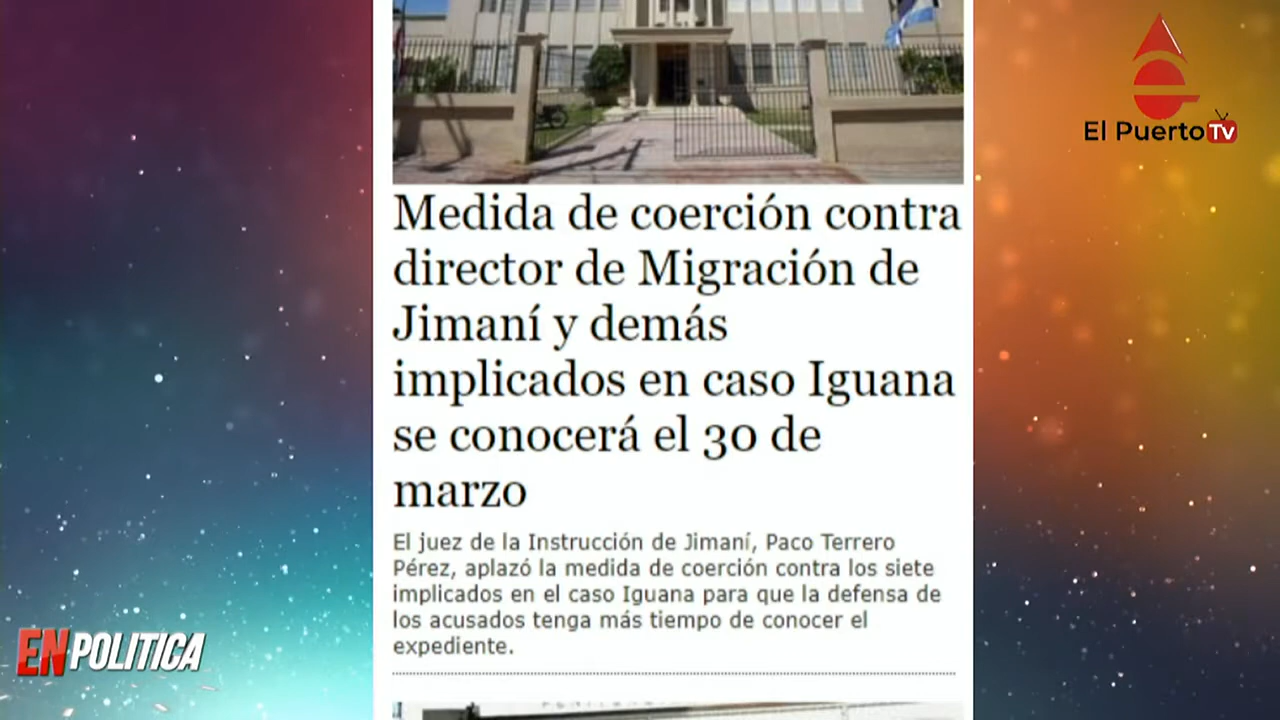 El Puerto Tv
Medida de coerción contra
director de Migración de
Jimaní y demás
implicados en caso Iguana
se conocerá el 30 de
marzo
El juez de la Instrucción de Jimaní, Paco Terrero
Pérez, aplazó la medida de coerción contra los siete
implicados en el caso Iguana para que la defensa de
los acusados tenga más tiempo de conocer el
expediente.
EN POLITICA